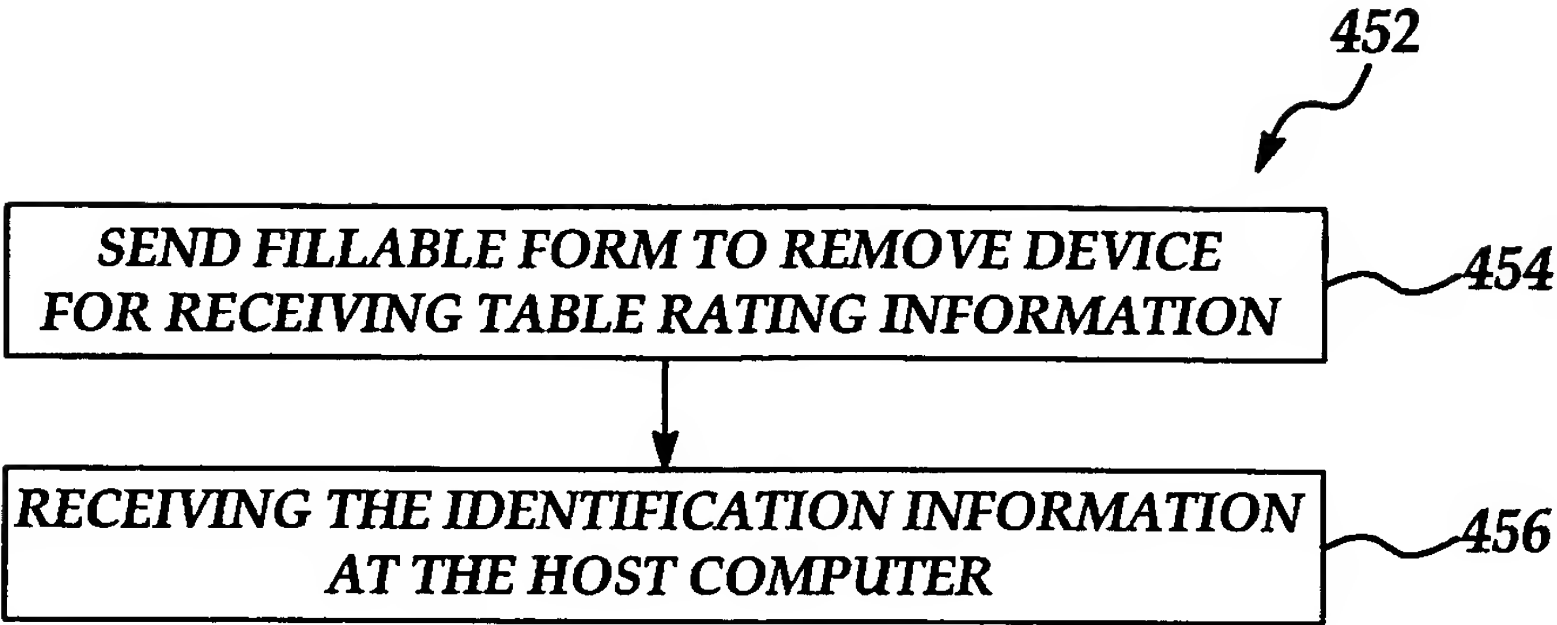 452
SEND FILLABLE FORM TO REMOVE DEVICE
FOR RECEIVING TABLE RATING INFORMATION
454
RECEIVING THE IDENTIFICATION INFORMATION
AT THE HOST COMPUTER
456